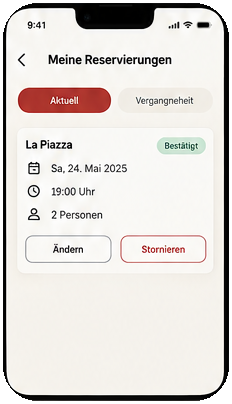 9:41
Meine Reservierungen
Aktuell
Vergangneheit
La Piazza
Bestätigt
Sa, 24. Mai 2025
19:00 Uhr
2 Personen
Ändern
Stornieren